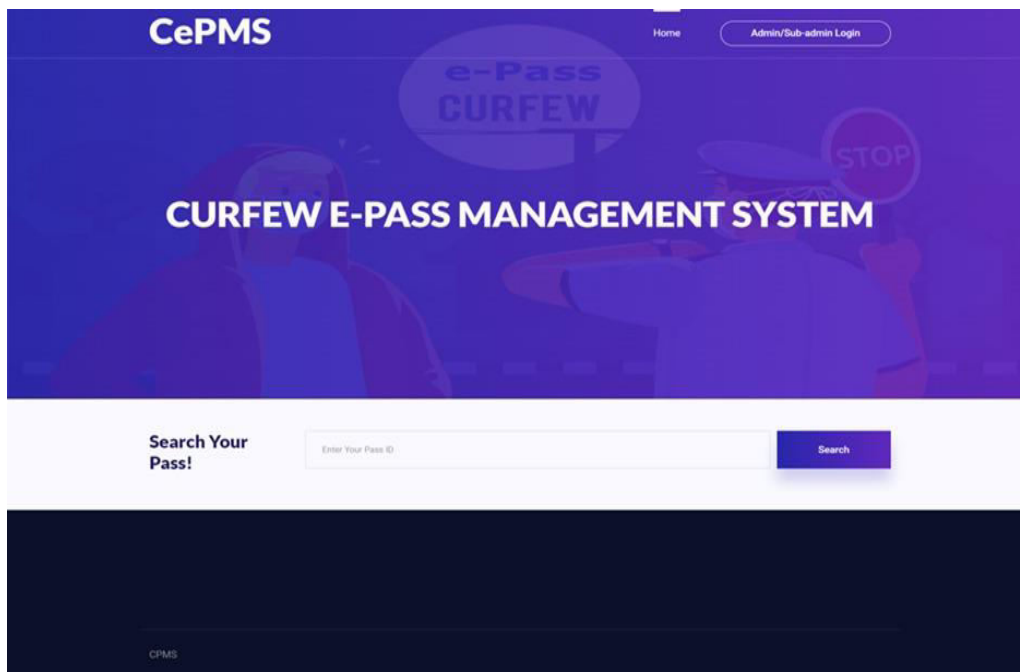 CePMS
Home
Admin/Sub-admin Login
e-Pass
CURFEW
STOP
CURFEW E-PASS MANAGEMENT SYSTEM
Search Your
Pass!
Enter Your Pass ID
Search
CPMS